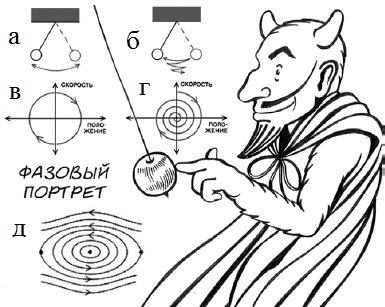 а
б
в
СКОРОСТЬ
ПОЛО-
ЖЕНИЕ
г
СКОРОСТЬ
ПОЛО-
ЖЕНИЕ
ФАЗОВЫЙ
ПОРТРЕТ
д